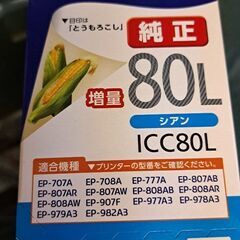 ▼目印は
「とうもろこし」
純正
増量
80L
シアン
ICC80L
適合機種 ▼プリンターの型番をご確認ください。
EP-707A EP-708A EP-777A EP-807AB
EP-807AR EP-807AW EP-808AB EP-808AR
EP-808AW EP-907F EP-977A3 EP-978A3
EP-979A3 EP-982A3